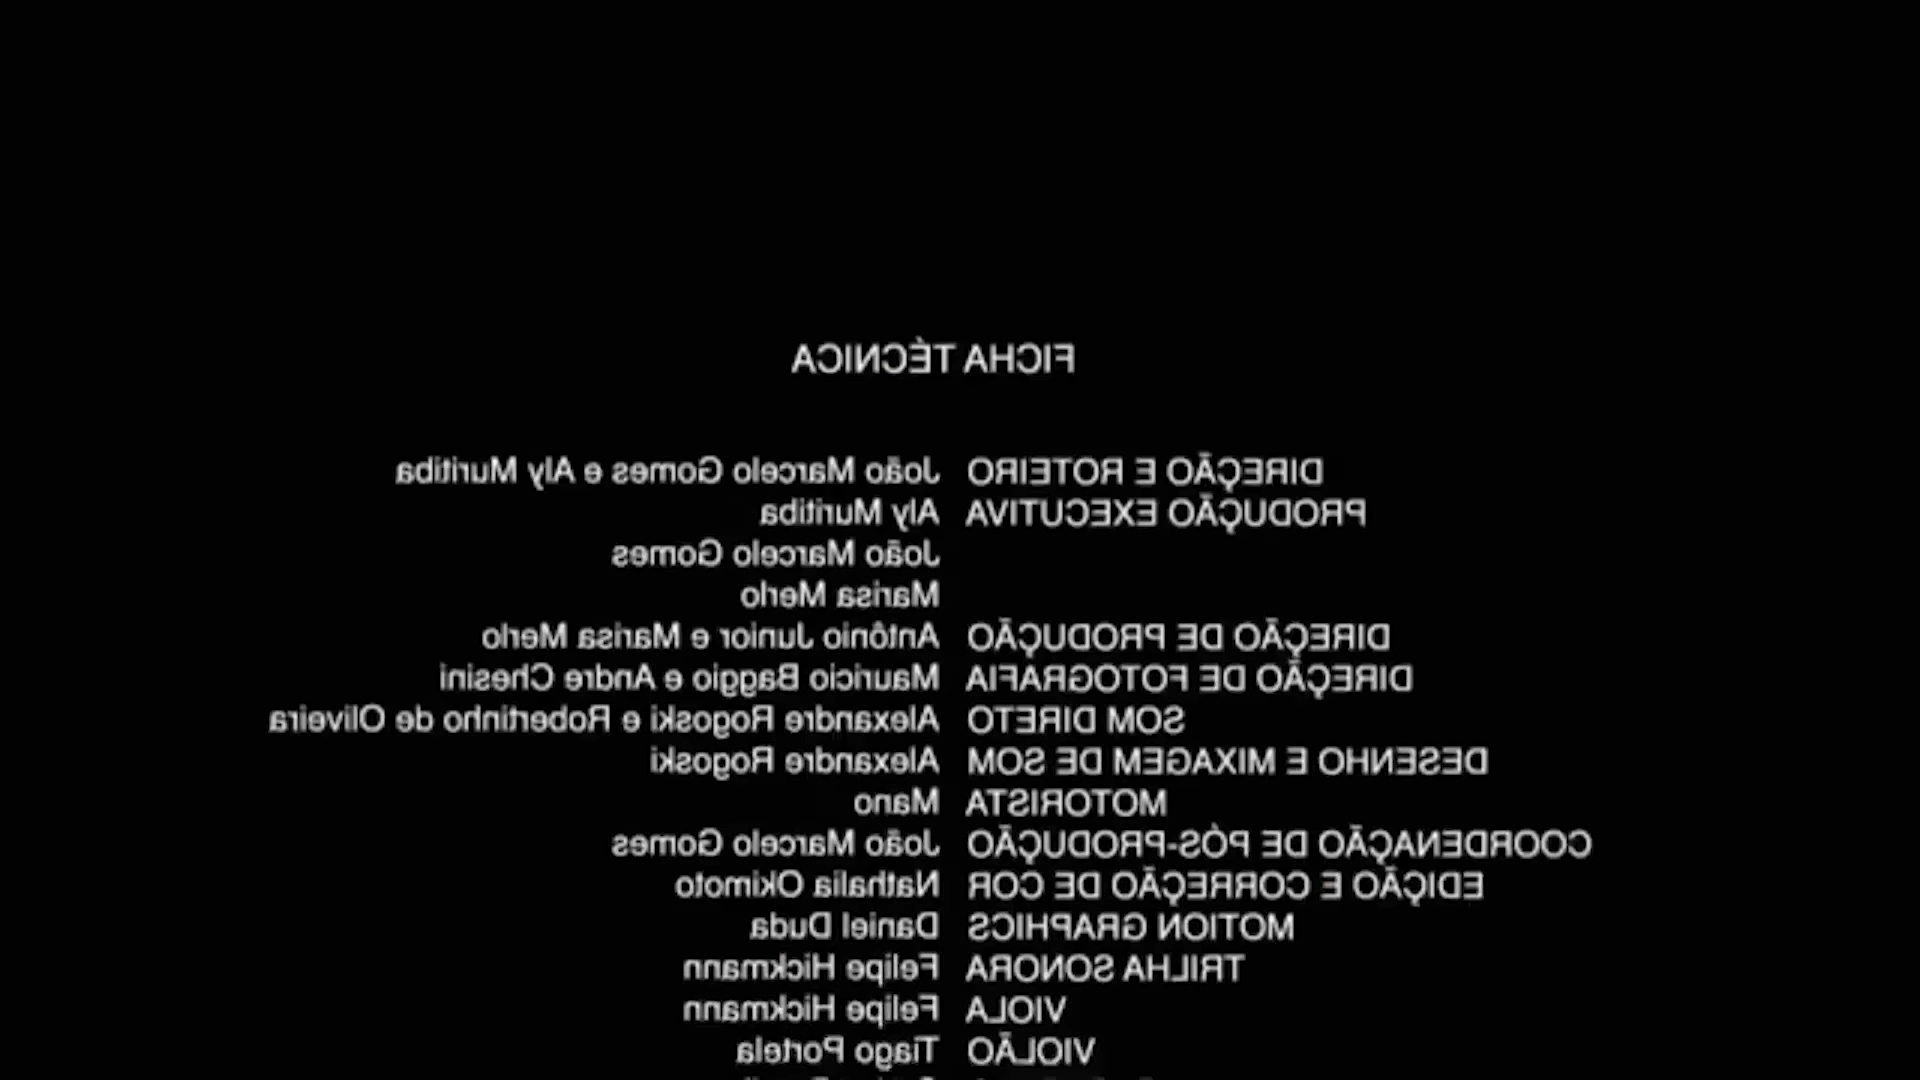 FICHA TÉCNICA
DIREÇÃO E ROTEIRO João Marcelo Gomes e Aly Muritiba
PRODUÇÃO EXECUTIVA Aly Muritiba
João Marcelo Gomes
Marisa Merlo
DIREÇÃO DE PRODUÇÃO Antônio Junior e Marisa Merlo
DIREÇÃO DE FOTOGRAFIA Mauricio Baggio e Andre Chesini
SOM DIRETO Alexandre Rogoski e Robertinho de Oliveira
DESENHO E MIXAGEM DE SOM Alexandre Rogoski
MOTORISTA Mano
COORDENAÇÃO DE PÓS-PRODUÇÃO João Marcelo Gomes
EDIÇÃO E CORREÇÃO DE COR Nathalia Okimoto
MOTION GRAPHICS Daniel Duda
TRILHA SONORA Felipe Hickmann
VIOLA Felipe Hickmann
VIOLÃO Tiago Portela